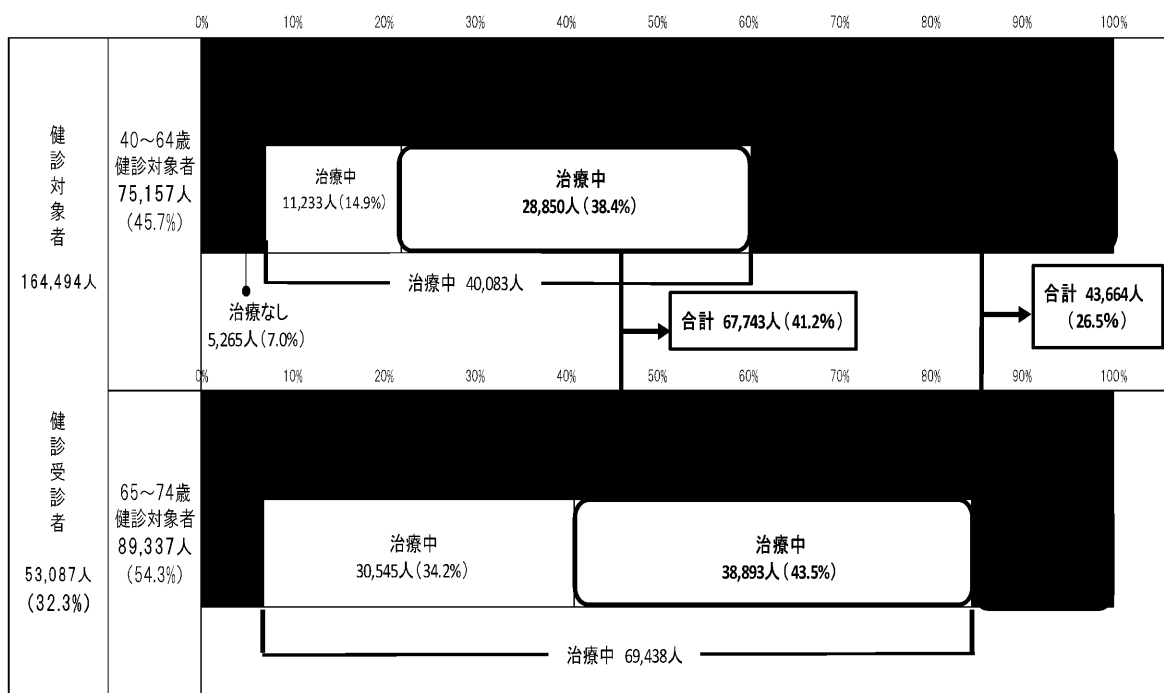 0% 10% 20% 30% 40% 50% 60% 70% 80% 90% 100%
健診対象者
164,494人
40～64歳
健診対象者
75,157人
(45.7%)
治療中
11,233人(14.9%)
治療中
28,850人(38.4%)
治療中 40,083人
治療なし
5,265人(7.0%)
合計 67,743人(41.2%)
合計 43,664人
(26.5%)
0% 10% 20% 30% 40% 50% 60% 70% 80% 90% 100%
健診受診者
53,087人
(32.3%)
65～74歳
健診対象者
89,337人
(54.3%)
治療中
30,545人(34.2%)
治療中
38,893人(43.5%)
治療中 69,438人